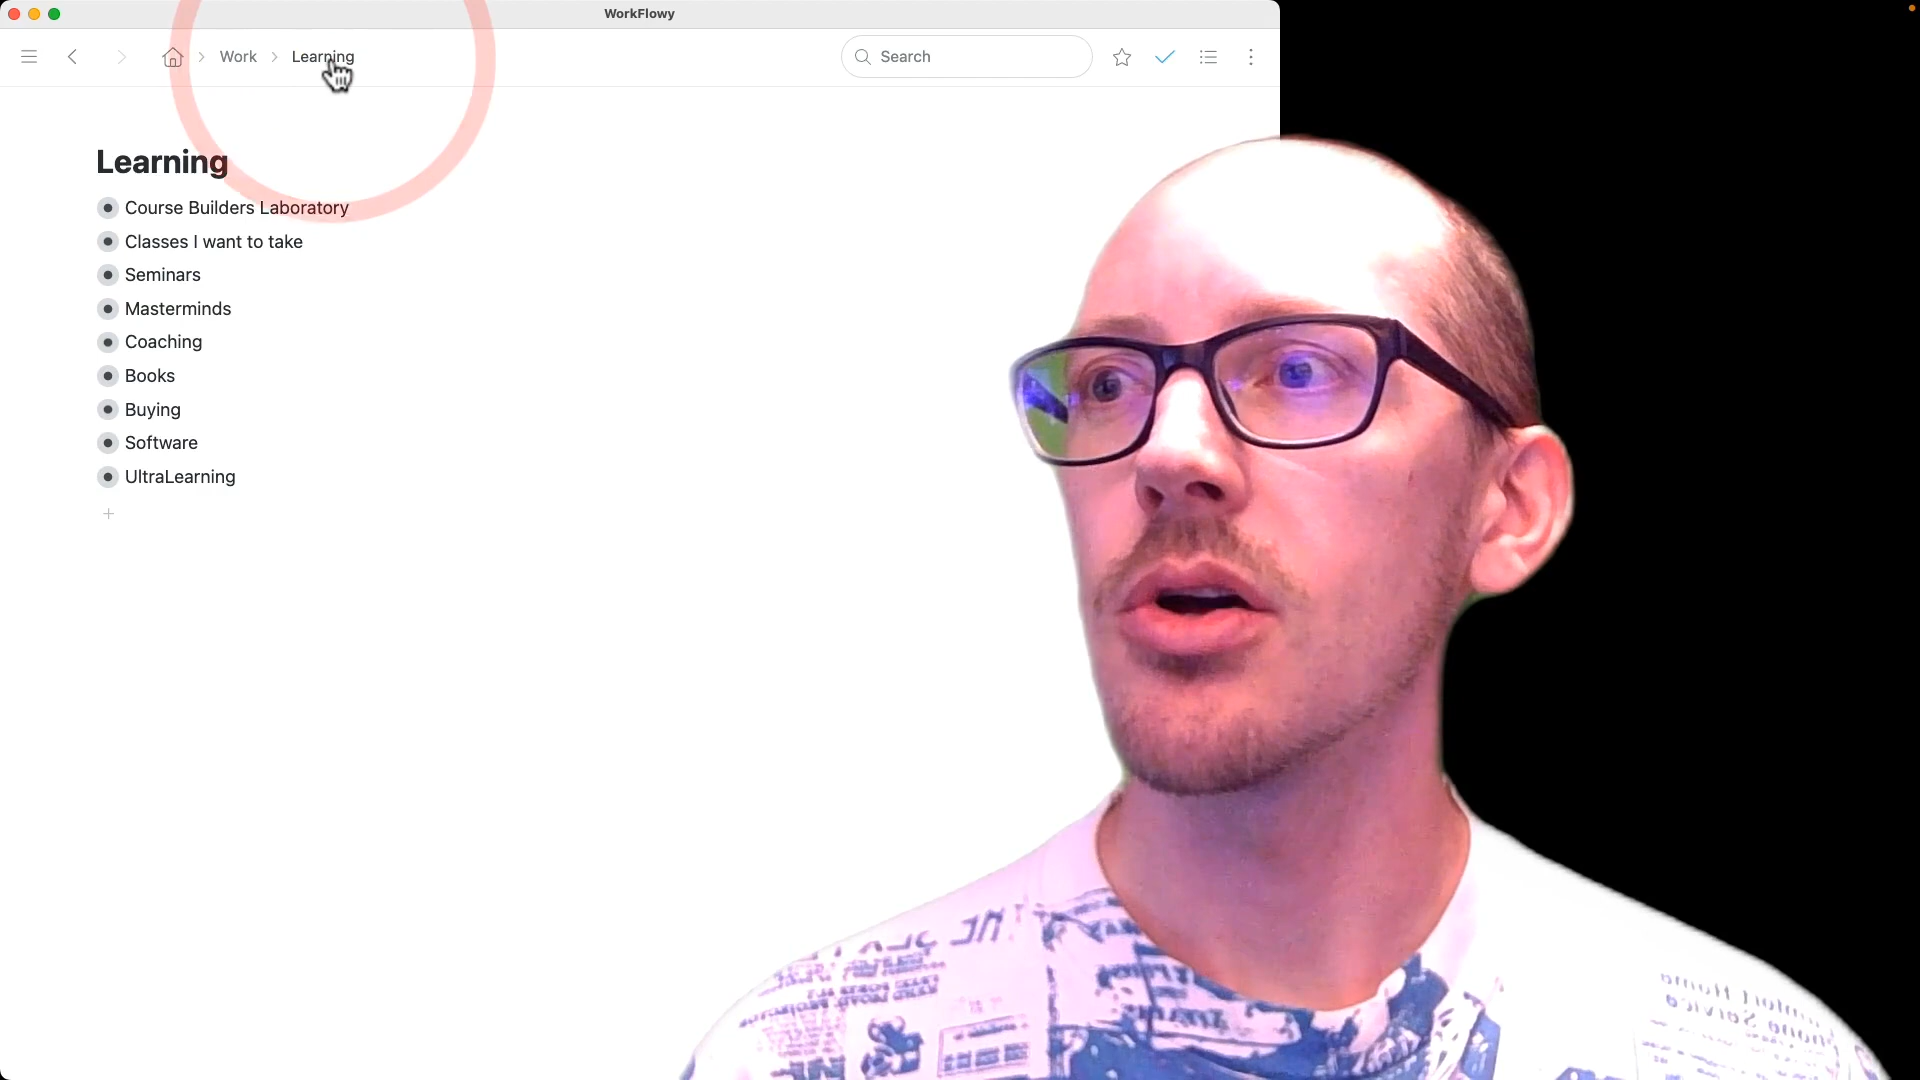 WorkFlowy
Work
Learning
Search
Learning
Course Builders Laboratory
Classes I want to take
Seminars
Masterminds
Coaching
Books
Buying
Software
UltraLearning